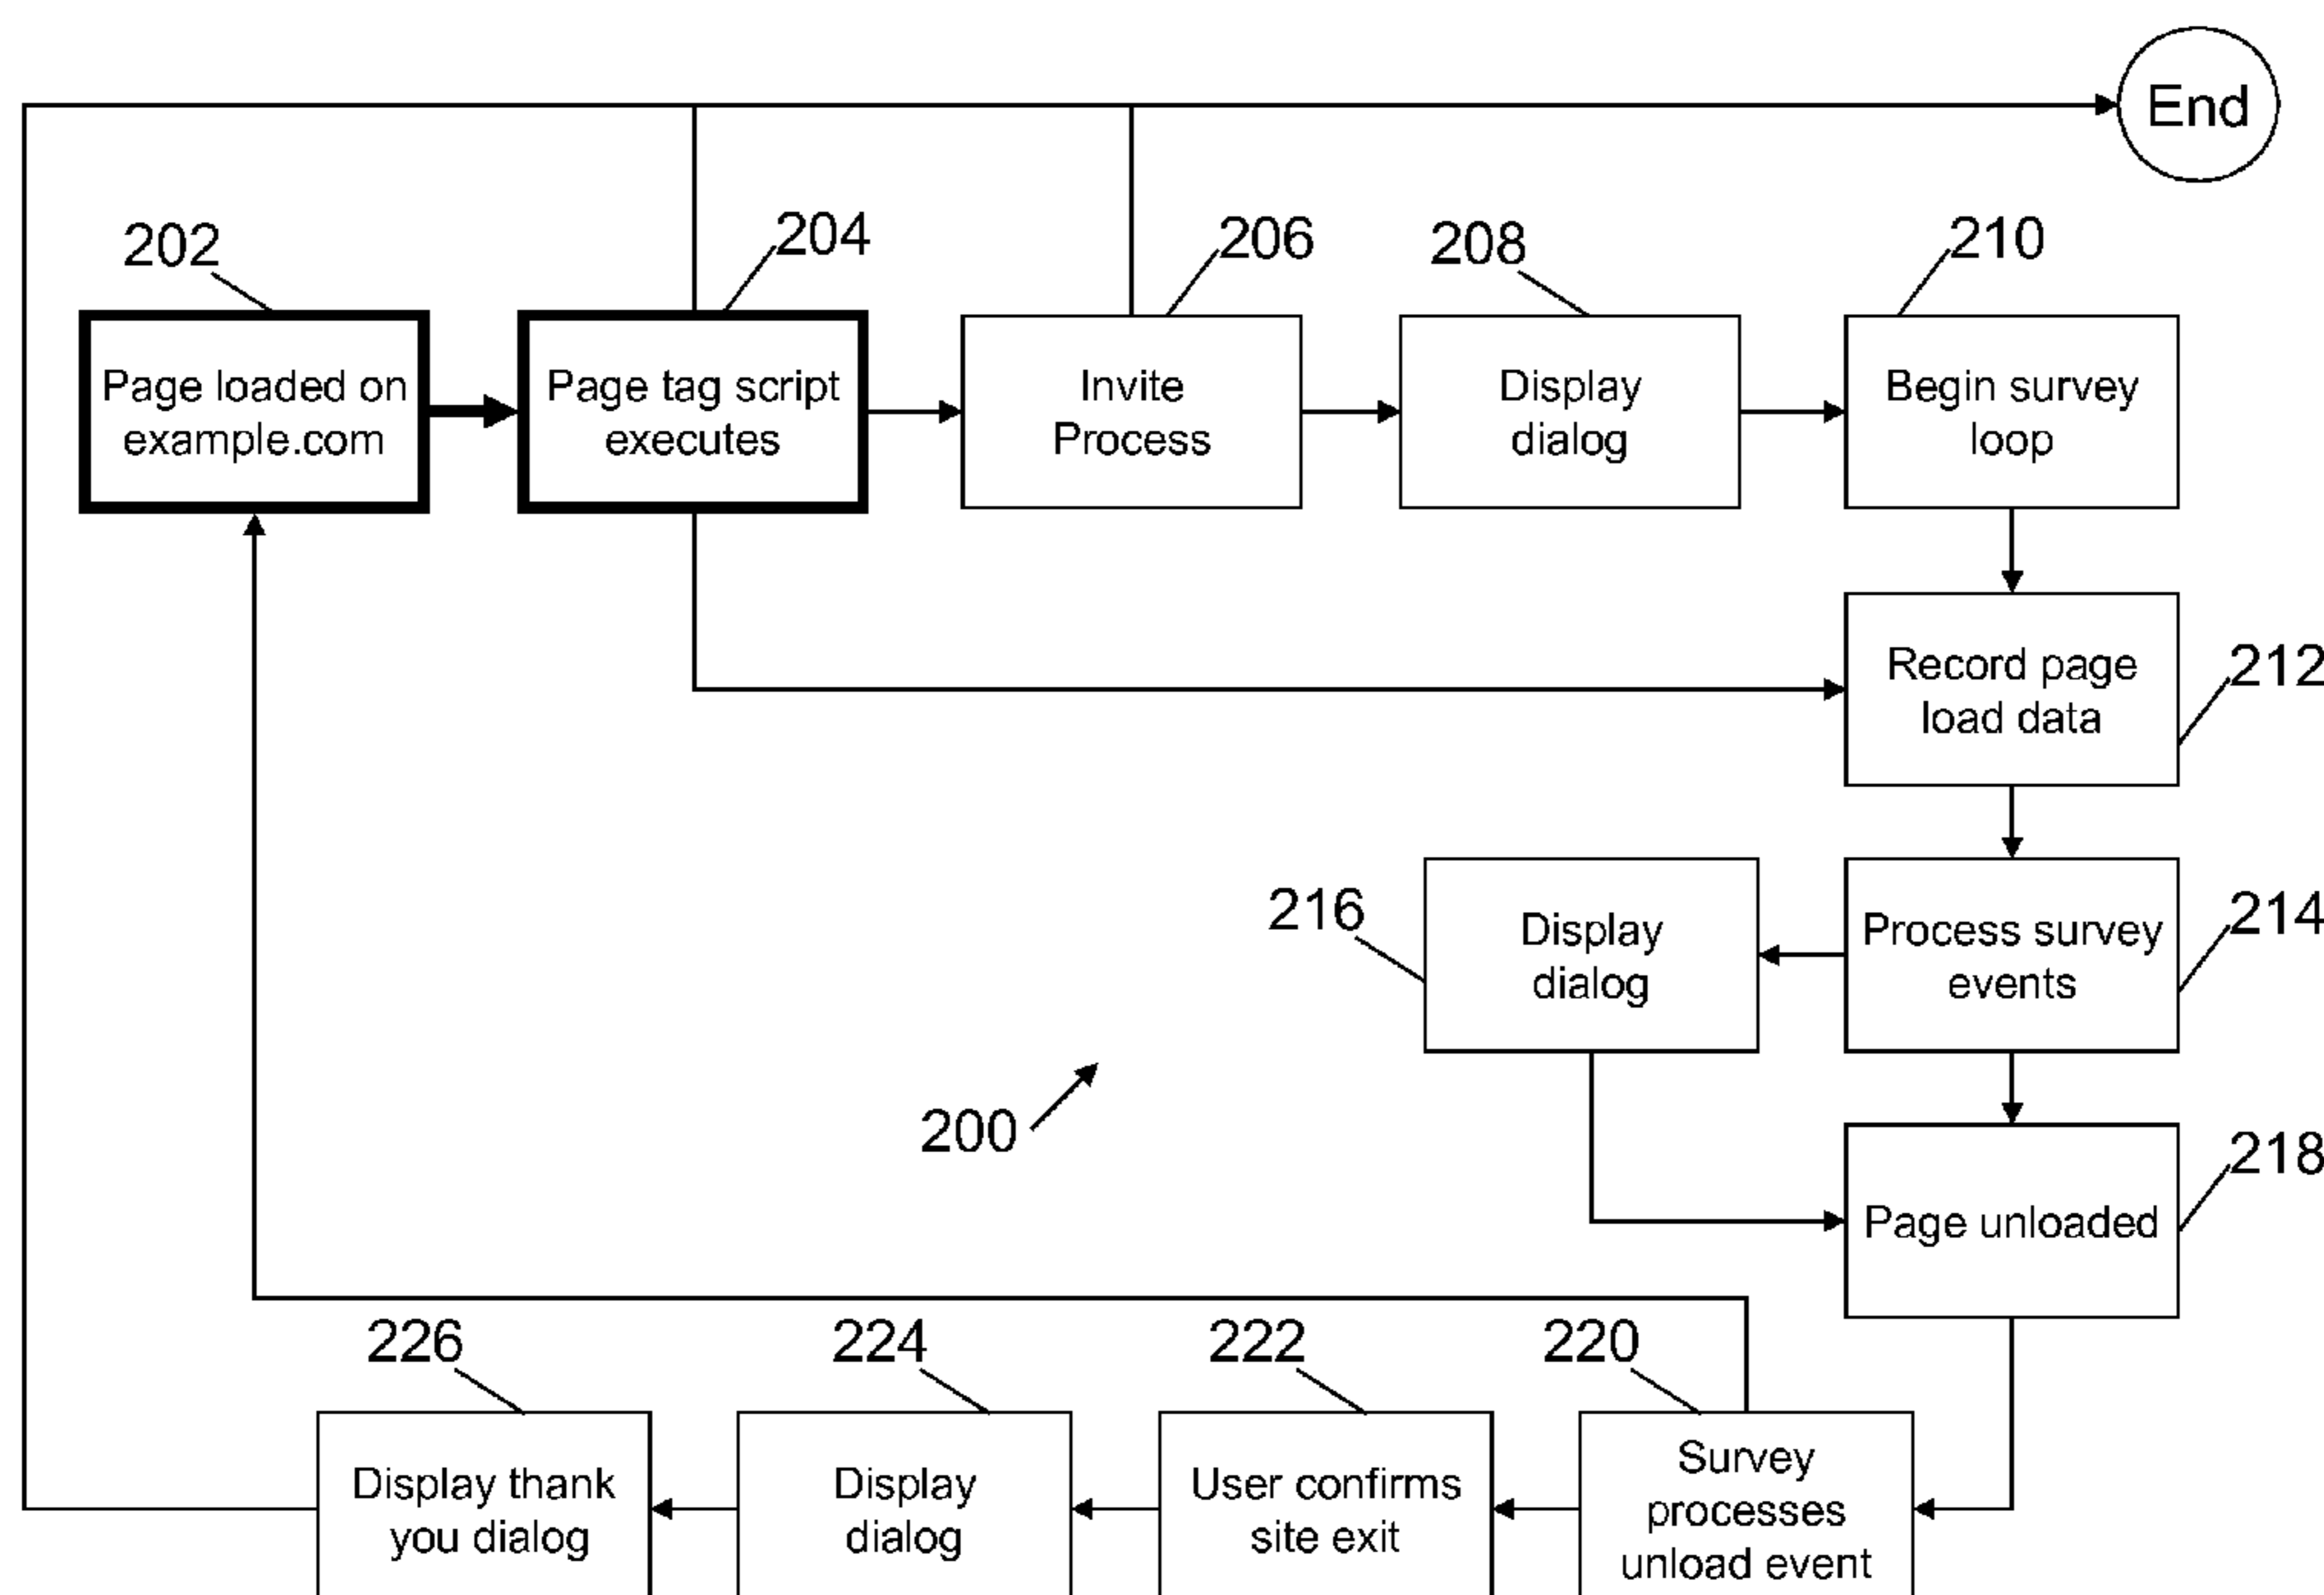 End
202
204
206
208
210
Page loaded on
example.com
Page tag script
executes
Invite
Process
Display
dialog
Begin survey
loop
Record page
load data
212
216
Display
dialog
Process survey
events
214
200
Page unloaded
218
226
224
222
220
Display thank
you dialog
Display
dialog
User confirms
site exit
Survey
processes
unload event